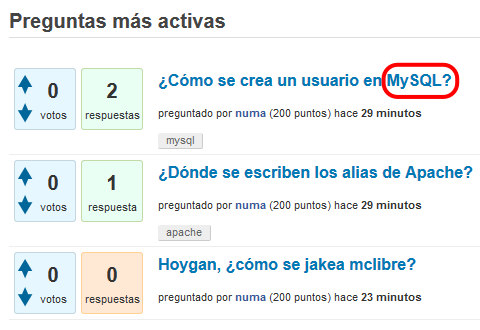 Preguntas más activas
0
votos
2
respuestas
¿Cómo se crea un usuario en MySQL?
preguntado por numa (200 puntos) hace 29 minutos
mysql
0
votos
1
respuesta
¿Dónde se escriben los alias de Apache?
preguntado por numa (200 puntos) hace 29 minutos
apache
0
votos
0
respuestas
Hoygan, ¿cómo se jakea mclibre?
preguntado por numa (200 puntos) hace 23 minutos